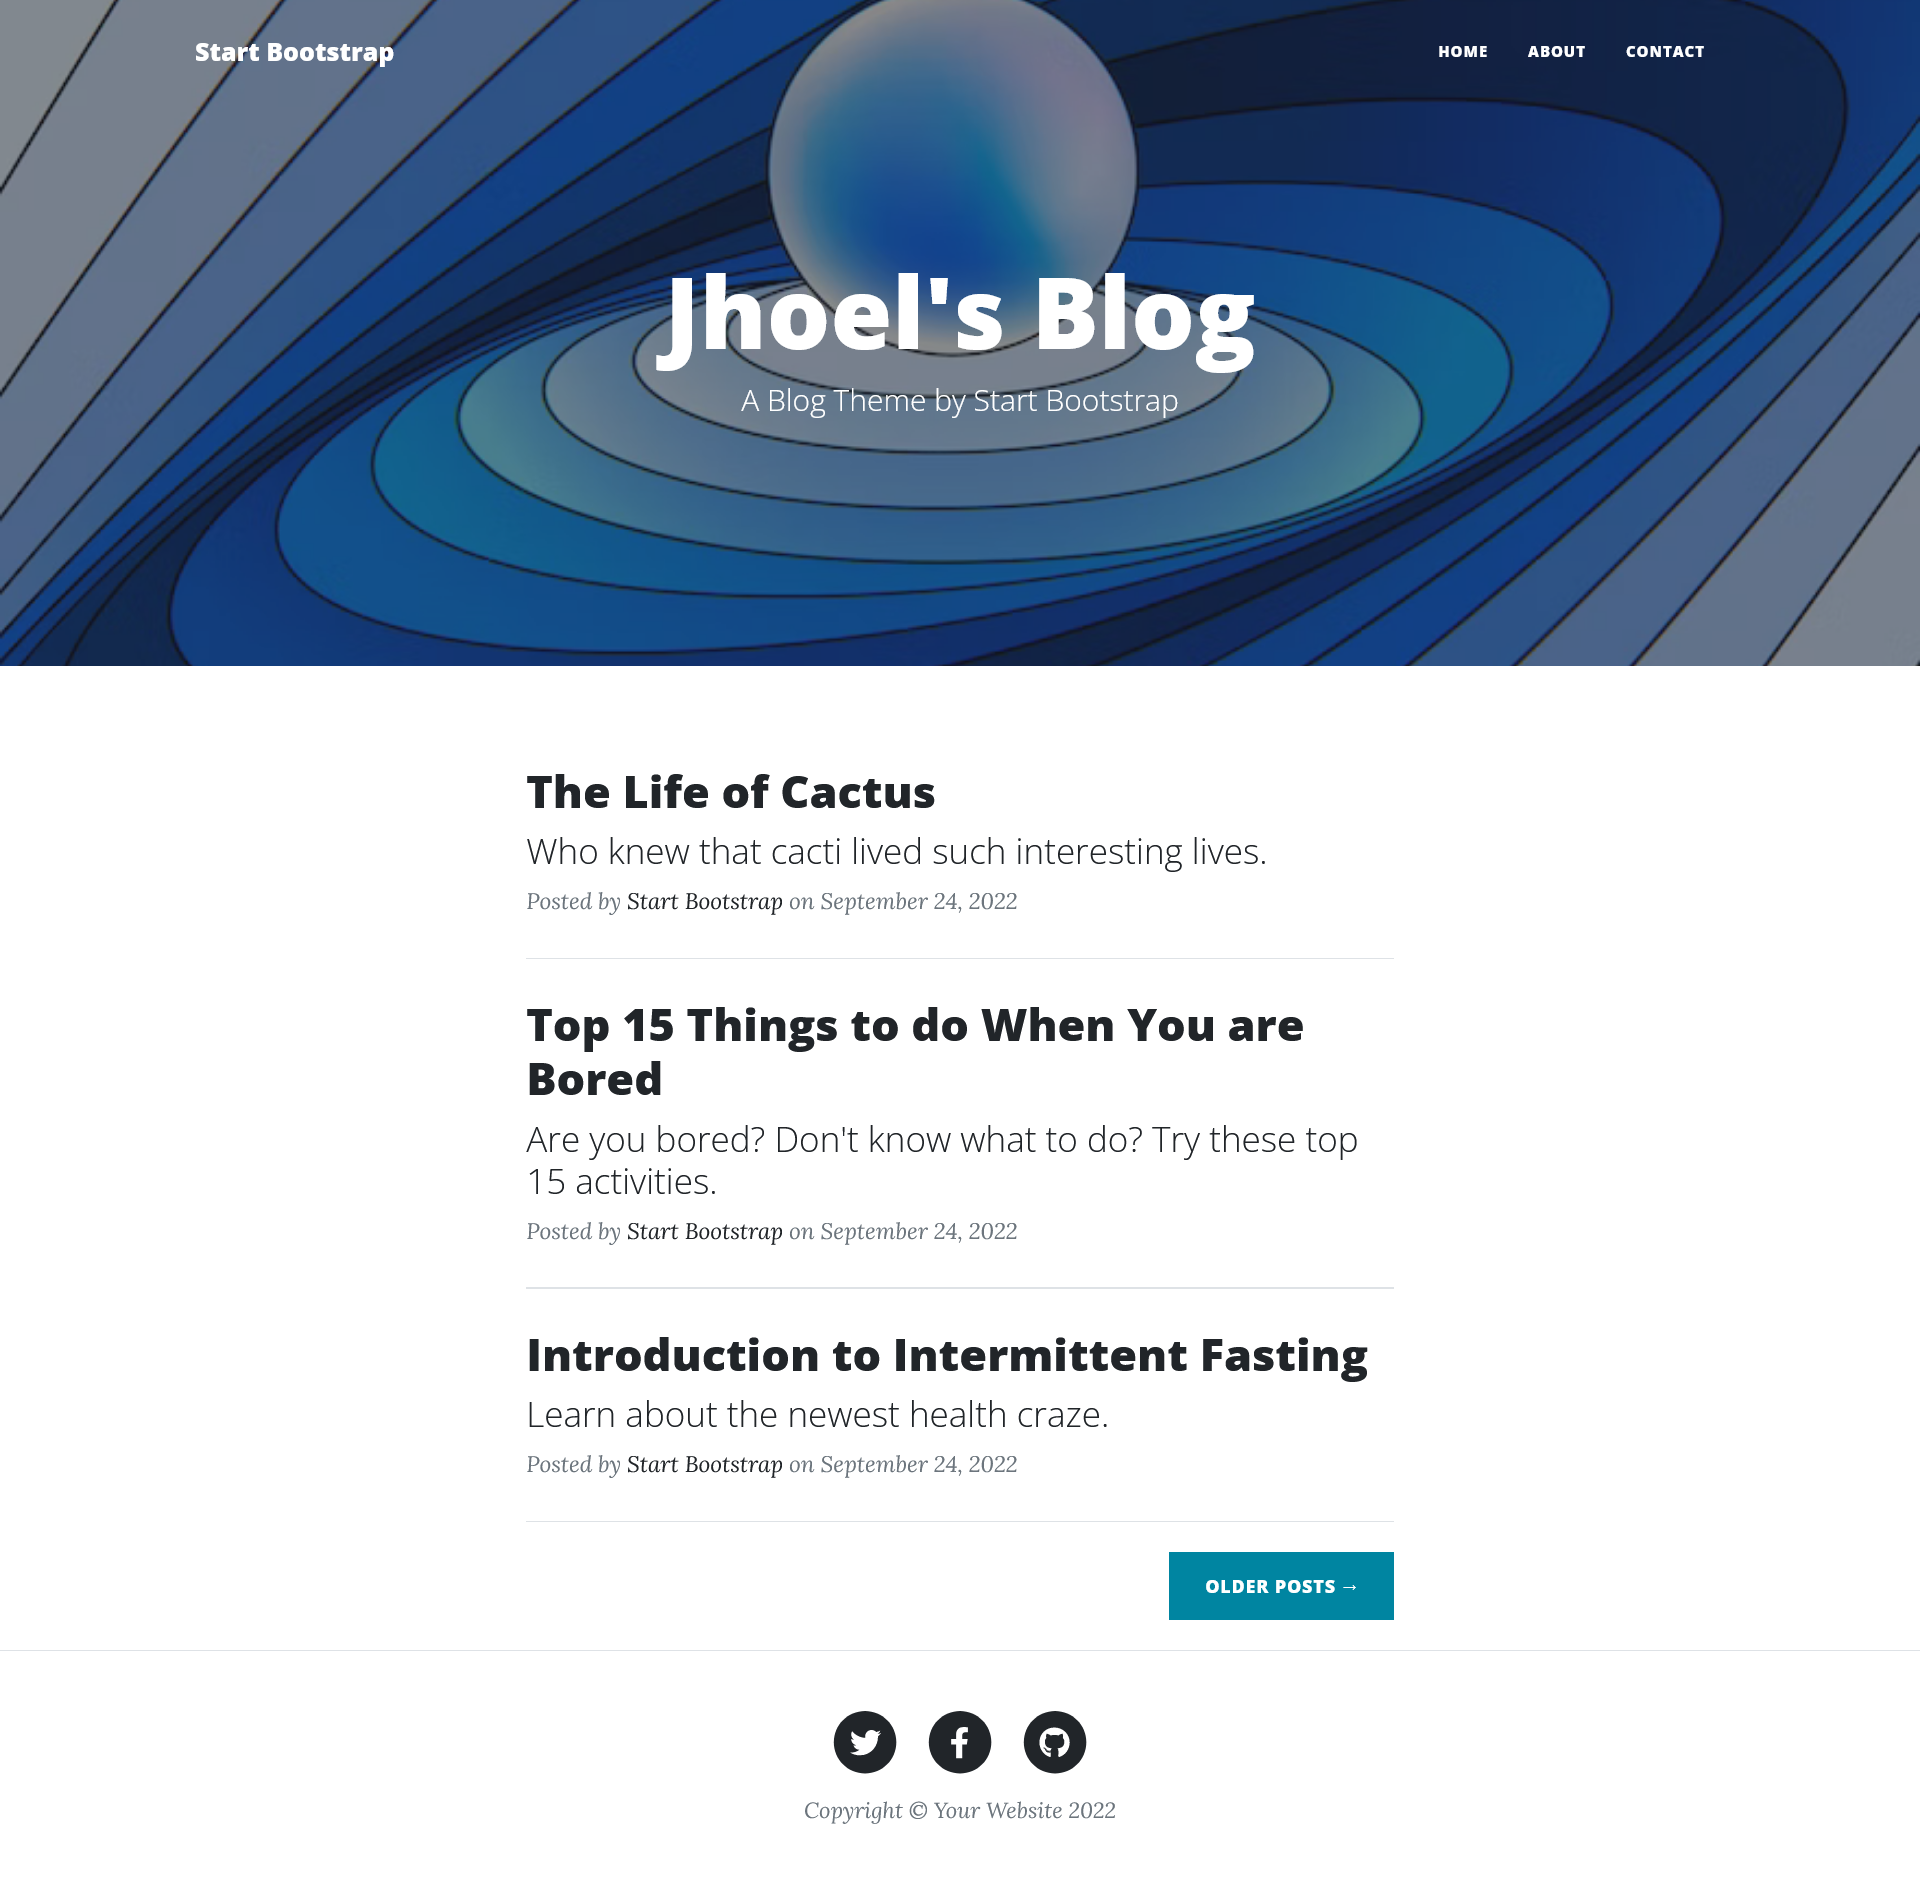 Start Bootstrap
HOME ABOUT CONTACT
Jhoel's Blog
A Blog Theme by Start Bootstrap
The Life of Cactus
Who knew that cacti lived such interesting lives.
Posted by Start Bootstrap on September 24, 2022
Top 15 Things to do When You are
Bored
Are you bored? Don't know what to do? Try these top
15 activities.
Posted by Start Bootstrap on September 24, 2022
Introduction to Intermittent Fasting
Learn about the newest health craze.
Posted by Start Bootstrap on September 24, 2022
OLDER POSTS →
Copyright © Your Website 2022